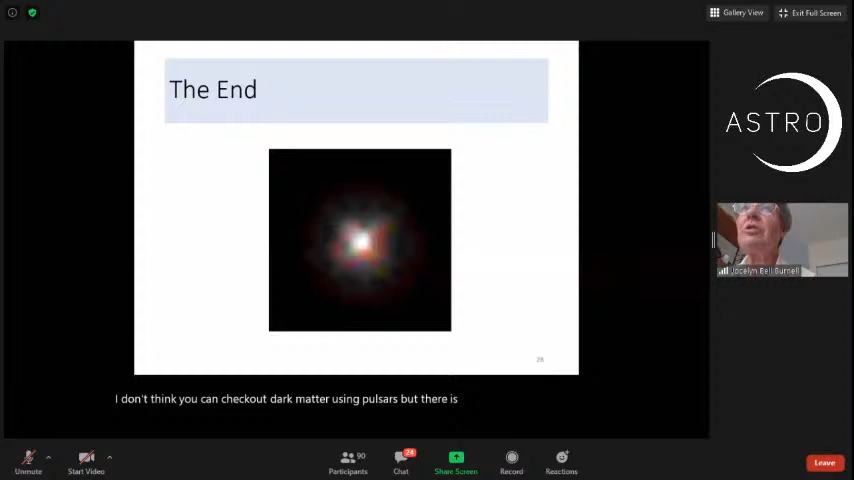 Gallery View
Exit Full Screen
The End
ASTRO
Jocelyn Bell Burnell
28
I don't think you can checkout dark matter using pulsars but there is
Unmute
Start Video
90
Participants
24
Chat
Share Screen
Record
Reactions
Leave